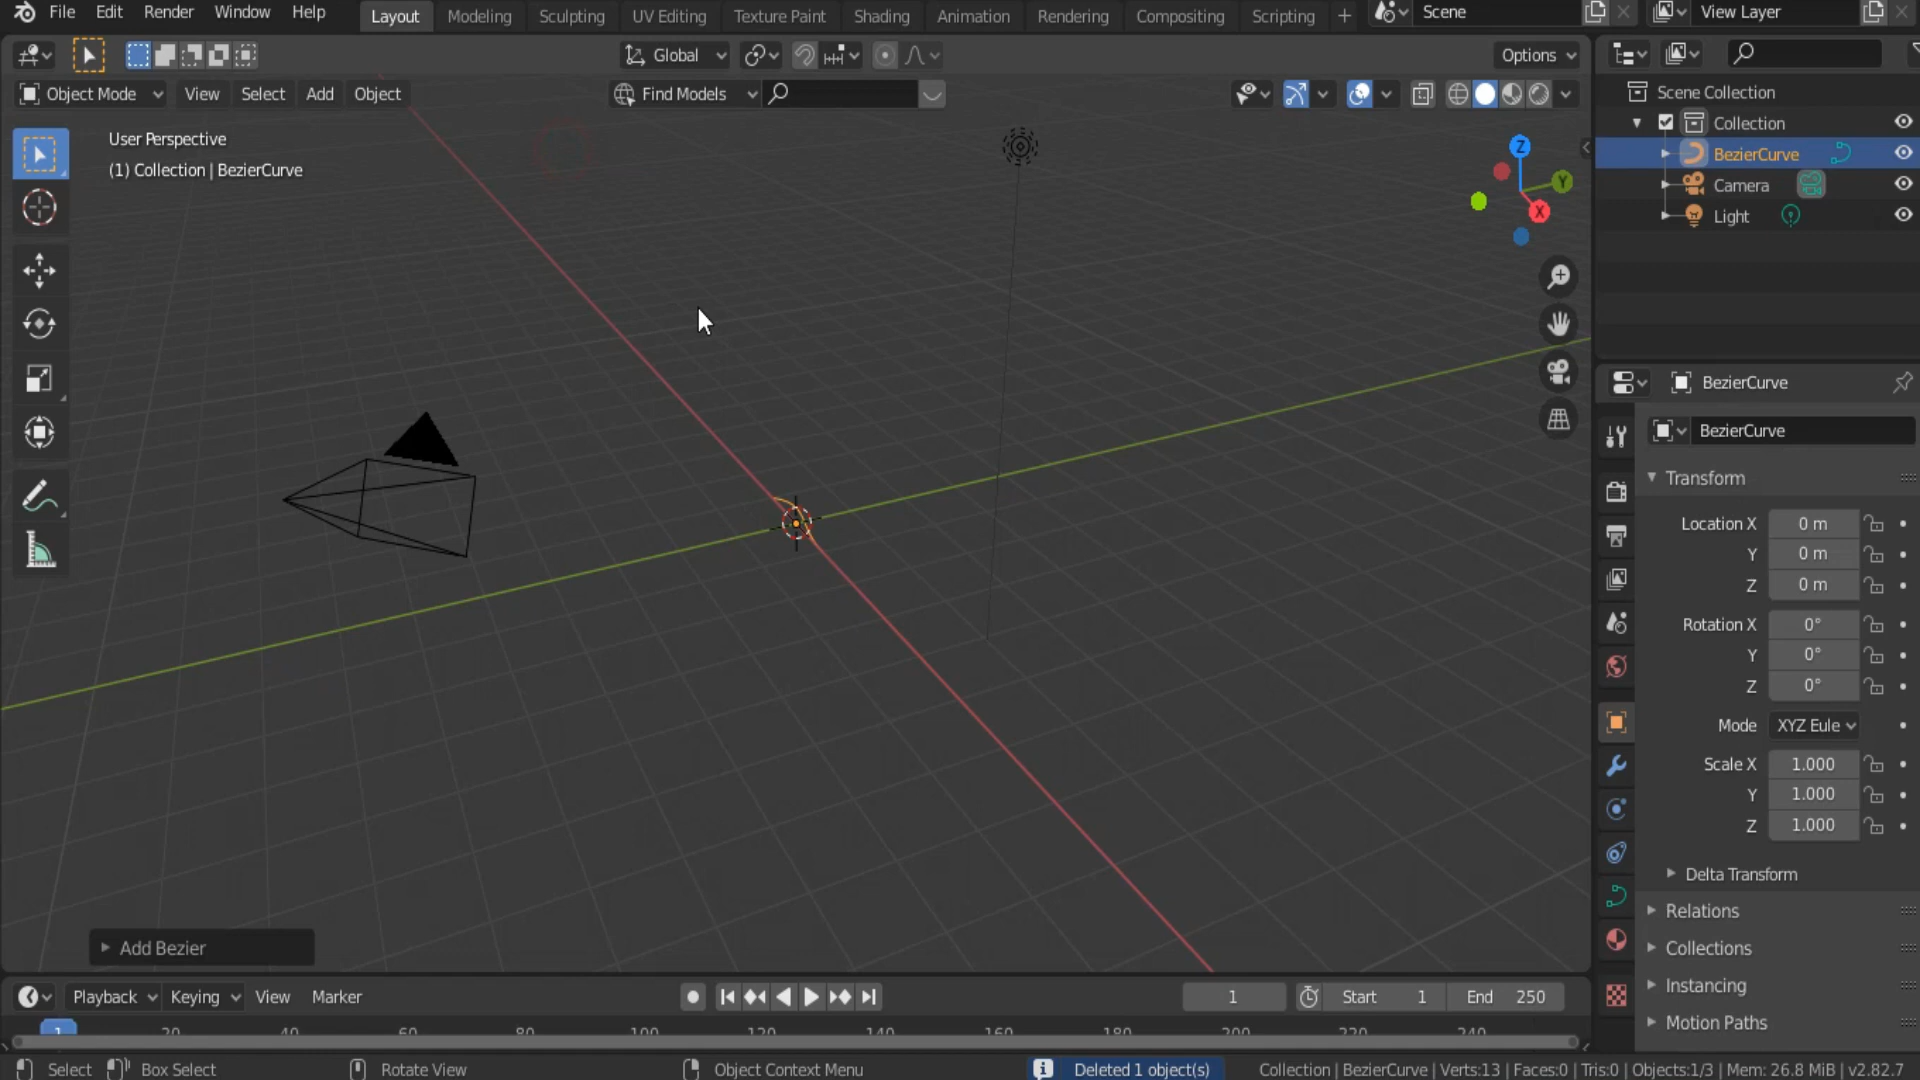 File Edit Render Window Help Layout Modeling Sculpting UV Editing Texture Paint Shading Animation Rendering Compositing Scripting + Scene View Layer
Global Options
Object Mode View Select Add Object Find Models
User Perspective
(1) Collection | BezierCurve
Z
Y
X
Scene Collection
Collection
BezierCurve
Camera
Light
BezierCurve
BezierCurve
Transform
Location X 0 m
Y 0 m
Z 0 m
Rotation X 0°
Y 0°
Z 0°
Mode XYZ Eule
Scale X 1.000
Y 1.000
Z 1.000
Delta Transform
Relations
Collections
Instancing
Motion Paths
Add Bezier
Playback Keying View Marker 1 Start 1 End 250
1 20 40 60 80 100 120 140 160 180 200 220 240
Select Box Select Rotate View Object Context Menu Deleted 1 object(s) Collection | BezierCurve | Verts:13 | Faces:0 | Tris:0 | Objects:1/3 | Mem: 26.8 MiB | v2.82.7